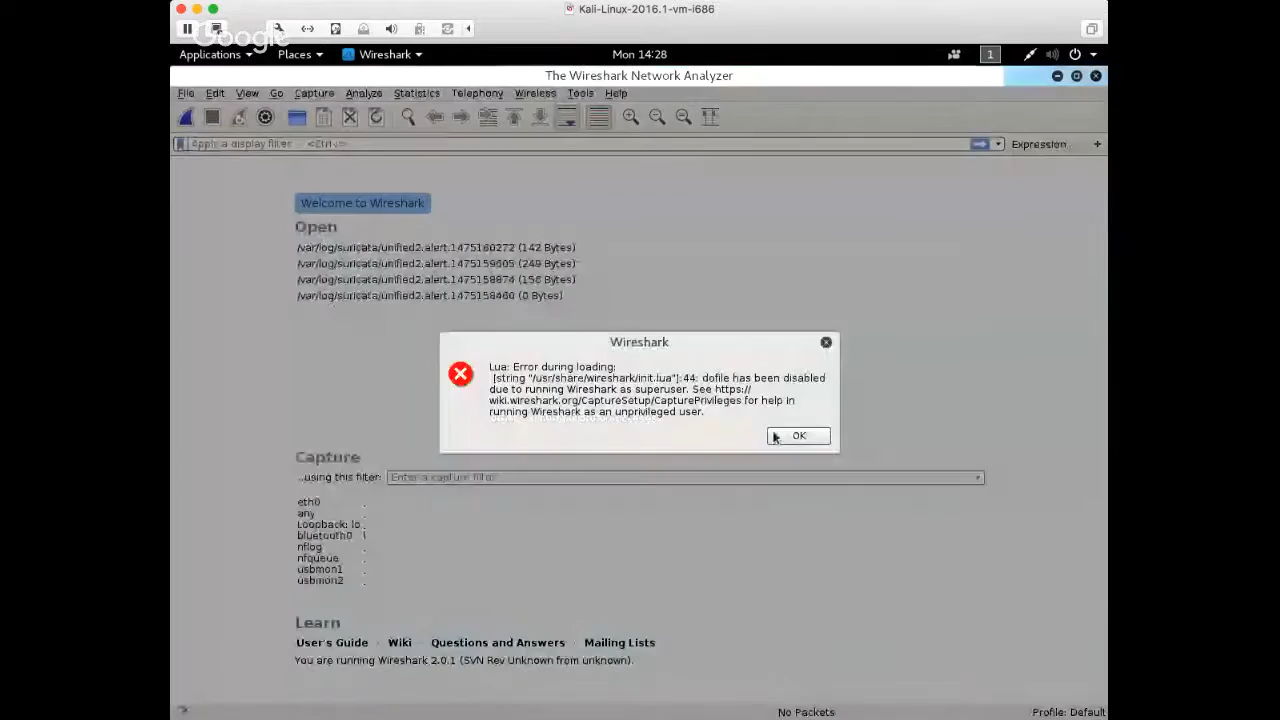 Kali-Linux-2016.1-vm-i686
Google
Applications Places Wireshark Mon 14:28 1
The Wireshark Network Analyzer
File Edit View Go Capture Analyze Statistics Telephony Wireless Tools Help
Apply a display filter Expression... +
Welcome to Wireshark
Open
/var/log/suricata/unified2.alert.1475160272 (142 Bytes)
/var/log/suricata/unified2.alert.1475159605 (249 Bytes)
/var/log/suricata/unified2.alert.1475158874 (156 Bytes)
/var/log/suricata/unified2.alert.1475158460 (0 Bytes)
Wireshark
Lua: Error during loading:
[string "/usr/share/wireshark/init.lua"]:44: dofile has been disabled
due to running Wireshark as superuser. See https://
wiki.wireshark.org/CaptureSetup/CapturePrivileges for help in
running Wireshark as an unprivileged user.
OK
Capture
...using this filter: Enter a capture filter
eth0
any
Loopback: lo
bluetooth0
nflog
nfqueue
usbmon1
usbmon2
Learn
User's Guide · Wiki · Questions and Answers · Mailing Lists
You are running Wireshark 2.0.1 (SVN Rev Unknown from unknown).
No Packets Profile: Default